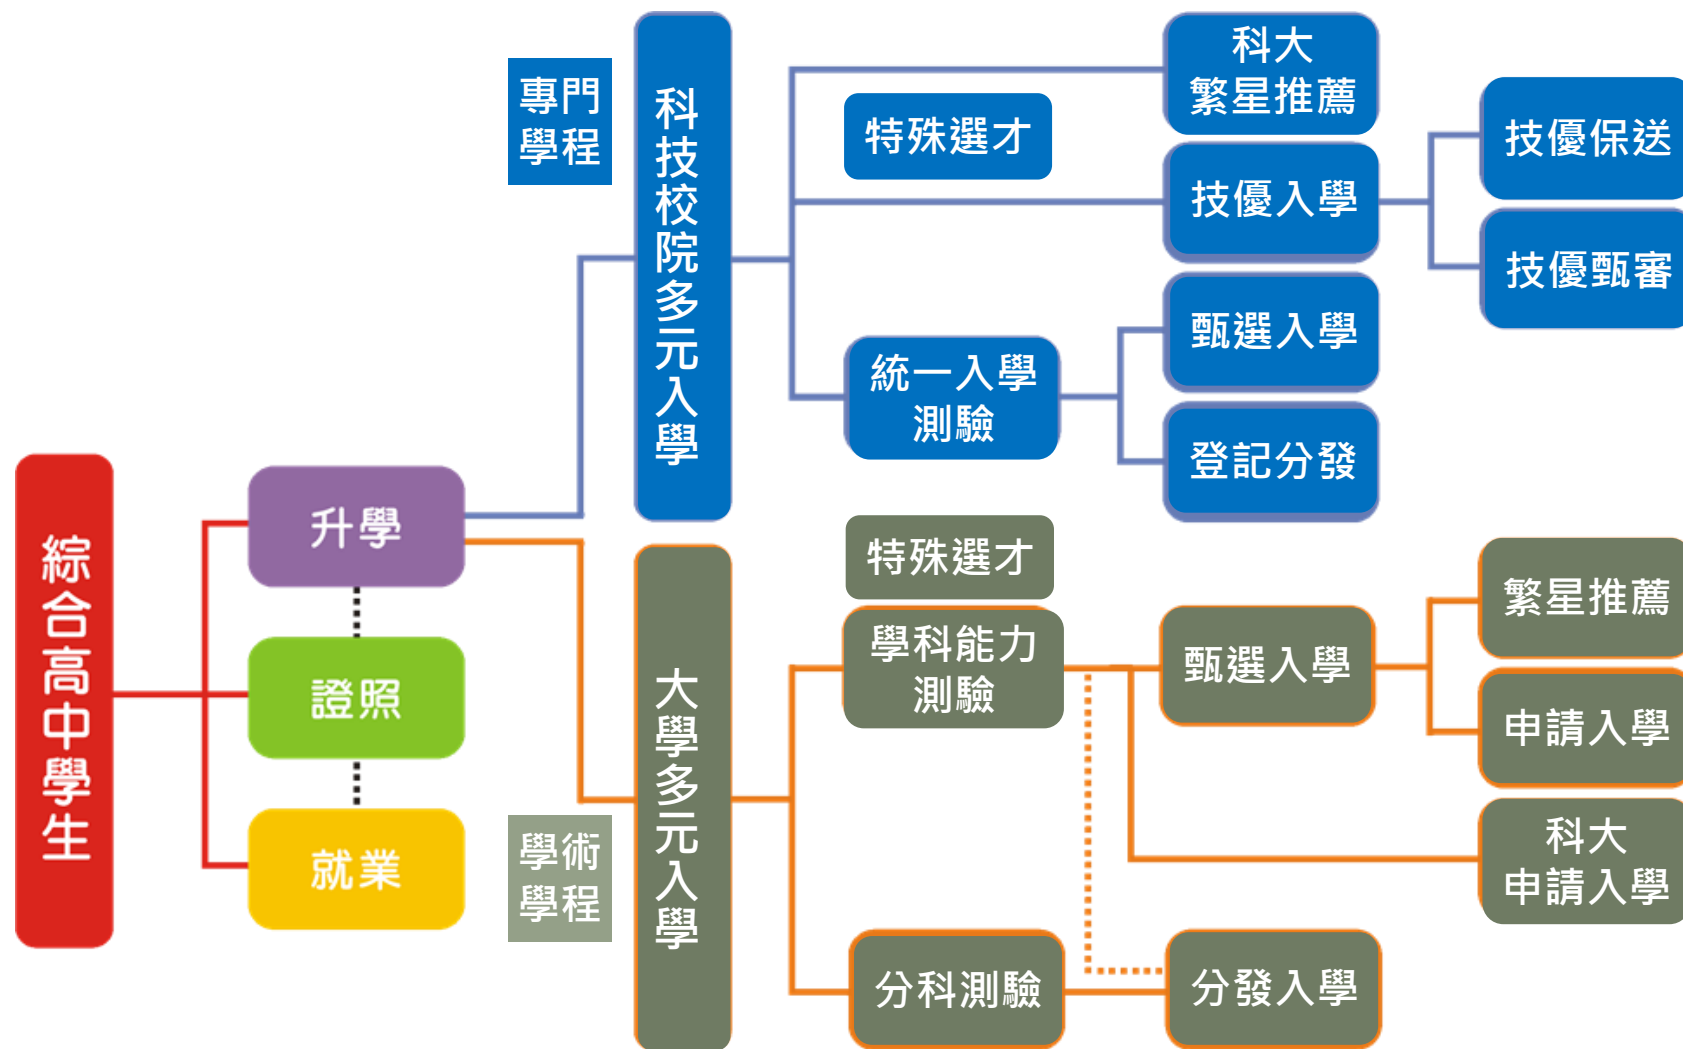 綜合高中學生
升學
證照
就業
專門
學程
科技校院多元入學
特殊選才
統一入學
測驗
科大
繁星推薦
技優入學
甄選入學
登記分發
技優保送
技優甄審
學術
學程
大學多元入學
特殊選才
學科能力
測驗
分科測驗
甄選入學
分發入學
繁星推薦
申請入學
科大
申請入學